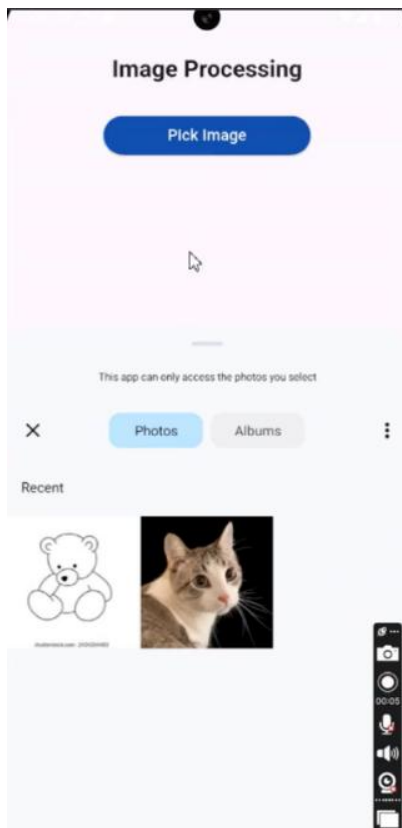 Image Processing
Pick Image
This app can only access the photos you select
Photos
Albums
Recent
00:05